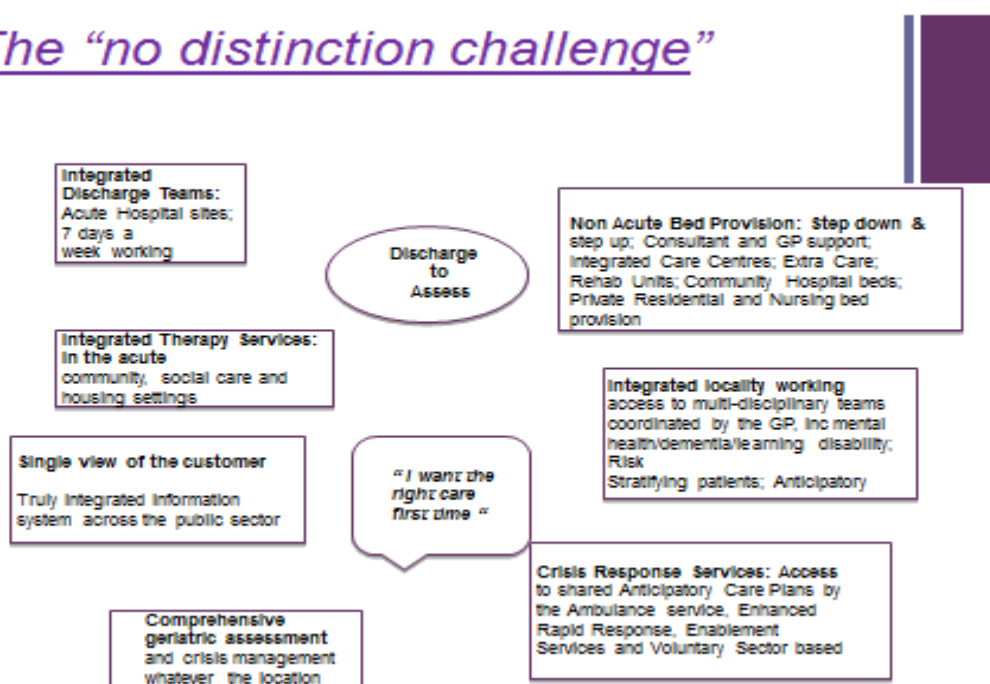 The “no distinction challenge”
Integrated
Discharge Teams:
Acute Hospital sites;
7 days a
week working
Discharge
to
Assess
Non Acute Bed Provision: Step down &
step up; Consultant and GP support;
Integrated Care Centres; Extra Care;
Rehab Units; Community Hospital beds;
Private Residential and Nursing bed
provision
Integrated Therapy Services:
in the acute
community, social care and
housing settings
Integrated locality working
access to multi-disciplinary teams
coordinated by the GP, inc mental
health/dementia/learning disability;
Risk
Stratifying patients; Anticipatory
Single view of the customer
Truly integrated information
system across the public sector
“ I want the
right care
first time “
Crisis Response Services: Access
to shared Anticipatory Care Plans by
the Ambulance service, Enhanced
Rapid Response, Enablement
Services and Voluntary Sector based
Comprehensive
geriatric assessment
and crisis management
whatever the location